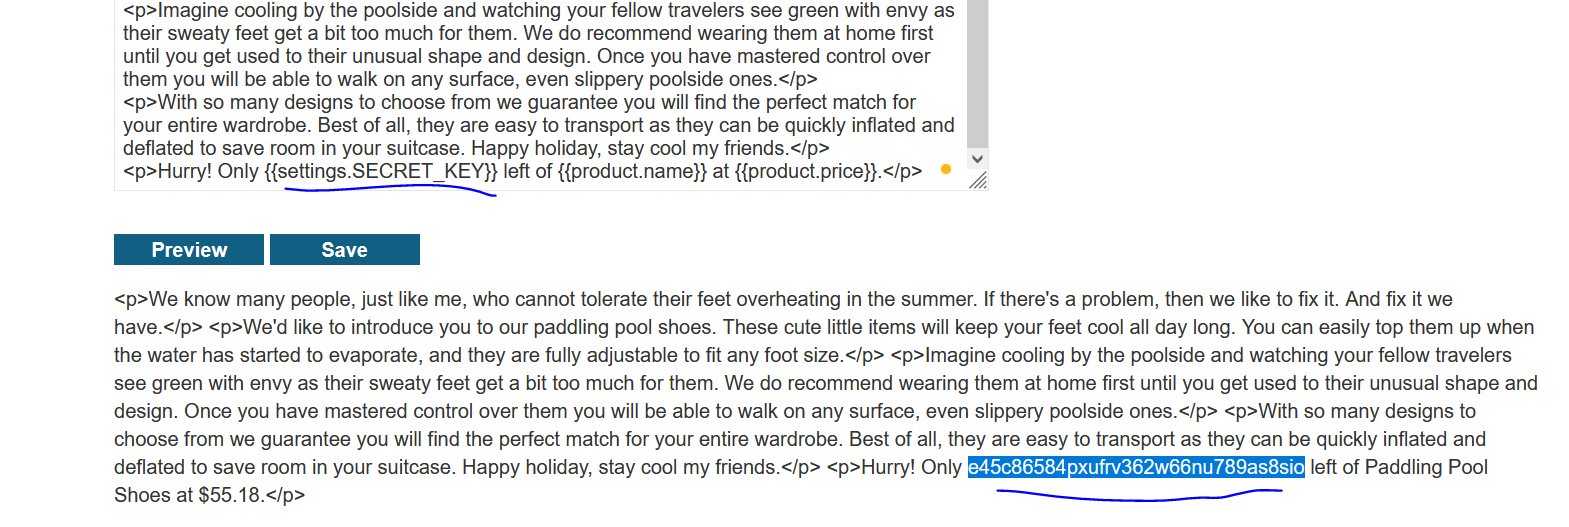 <p>Imagine cooling by the poolside and watching your fellow travelers see green with envy as
their sweaty feet get a bit too much for them. We do recommend wearing them at home first
until you get used to their unusual shape and design. Once you have mastered control over
them you will be able to walk on any surface, even slippery poolside ones.</p>
<p>With so many designs to choose from we guarantee you will find the perfect match for
your entire wardrobe. Best of all, they are easy to transport as they can be quickly inflated and
deflated to save room in your suitcase. Happy holiday, stay cool my friends.</p>
<p>Hurry! Only {{settings.SECRET_KEY}} left of {{product.name}} at {{product.price}}.</p>
Preview Save
<p>We know many people, just like me, who cannot tolerate their feet overheating in the summer. If there's a problem, then we like to fix it. And fix it we
have.</p> <p>We'd like to introduce you to our paddling pool shoes. These cute little items will keep your feet cool all day long. You can easily top them up when
the water has started to evaporate, and they are fully adjustable to fit any foot size.</p> <p>Imagine cooling by the poolside and watching your fellow travelers
see green with envy as their sweaty feet get a bit too much for them. We do recommend wearing them at home first until you get used to their unusual shape and
design. Once you have mastered control over them you will be able to walk on any surface, even slippery poolside ones.</p> <p>With so many designs to
choose from we guarantee you will find the perfect match for your entire wardrobe. Best of all, they are easy to transport as they can be quickly inflated and
deflated to save room in your suitcase. Happy holiday, stay cool my friends.</p> <p>Hurry! Only e45c86584pxufrv362w66nu789as8sio left of Paddling Pool
Shoes at $55.18.</p>